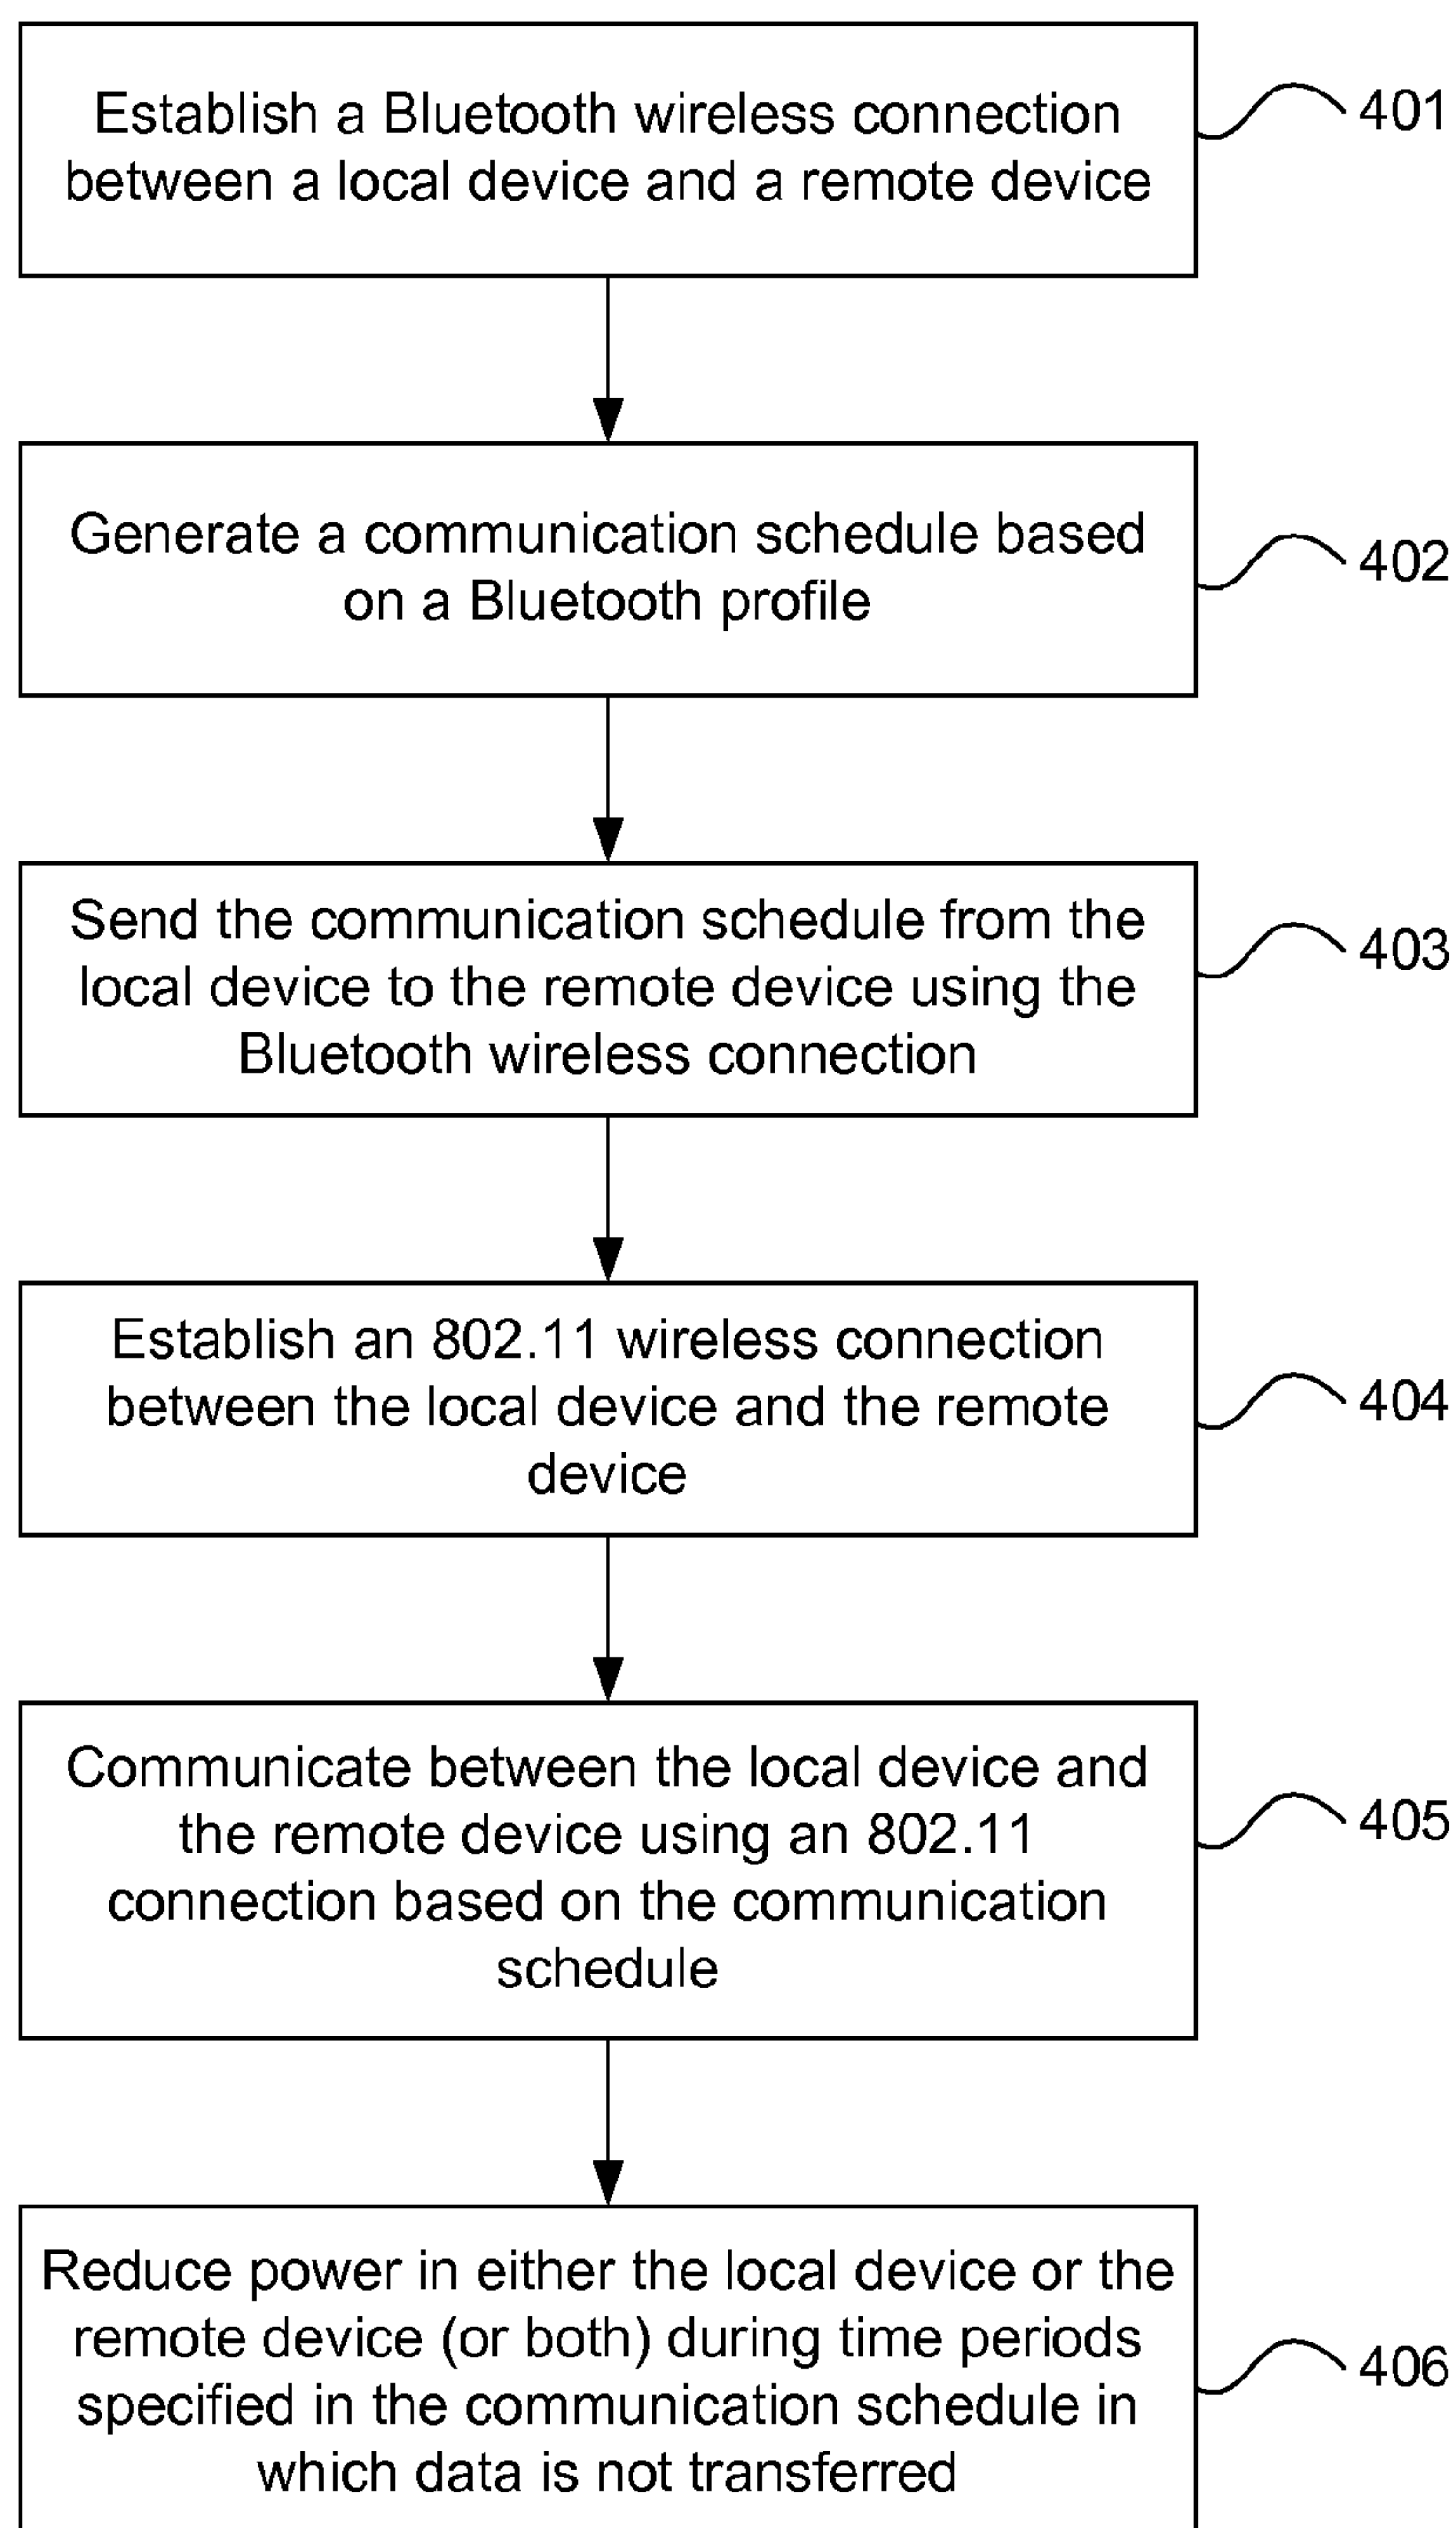 Establish a Bluetooth wireless connection
between a local device and a remote device
401
Generate a communication schedule based
on a Bluetooth profile
402
Send the communication schedule from the
local device to the remote device using the
Bluetooth wireless connection
403
Establish an 802.11 wireless connection
between the local device and the remote
device
404
Communicate between the local device and
the remote device using an 802.11
connection based on the communication
schedule
405
Reduce power in either the local device or the
remote device (or both) during time periods
specified in the communication schedule in
which data is not transferred
406